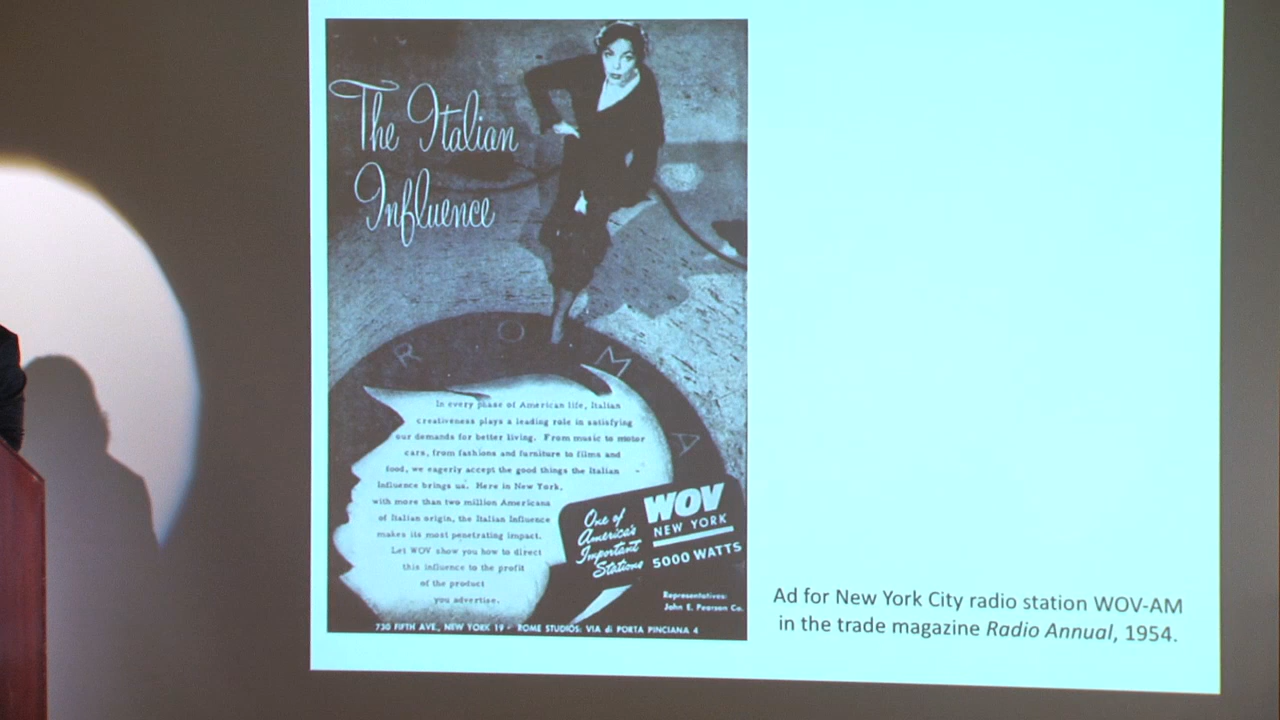 The Italian
Influence
ROMA
In every phase of American life, Italian
creativeness plays a leading role in satisfying
our demands for better living. From music to motor
cars, from fashions and furniture to films and
food, we eagerly accept the good things the Italian
Influence brings us. Here in New York,
with more than two million Americans
of Italian origin, the Italian Influence
makes its most penetrating impact.
Let WOV show you how to direct
this influence to the profit
of the product
you advertise.
One of
America's
Important
Stations
WOV
NEW YORK
5000 WATTS
Representatives:
John E. Pearson Co.
730 FIFTH AVE., NEW YORK 19 - ROME STUDIOS: VIA di PORTA PINCIANA 4
Ad for New York City radio station WOV-AM
in the trade magazine Radio Annual, 1954.